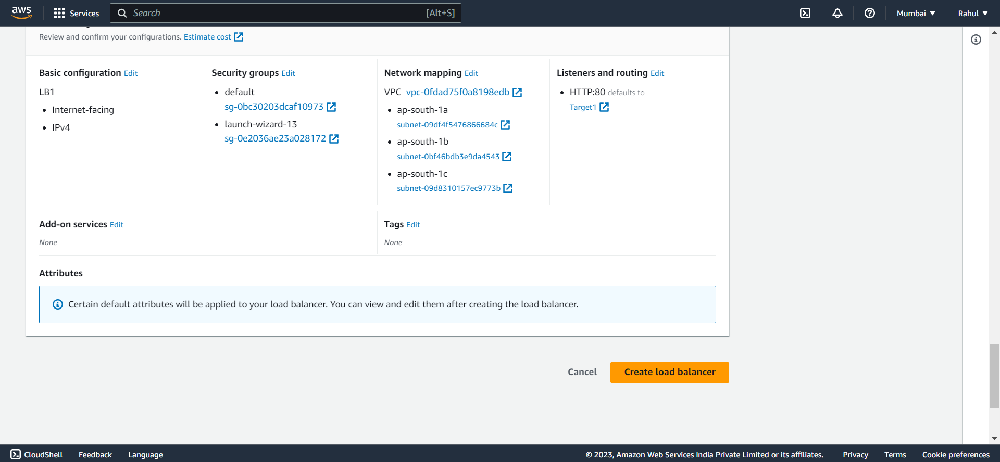 aws
Services
Search
[Alt+S]
Mumbai ▼
Rahul ▼
Review and confirm your configurations. Estimate cost
Basic configuration Edit
LB1
• Internet-facing
• IPv4
Security groups Edit
• default
sg-0bc30203dcaf10973
• launch-wizard-13
sg-0e2036ae23a028172
Network mapping Edit
VPC vpc-0fdad75f0a8198edb
• ap-south-1a
subnet-09df4f5476866684c
• ap-south-1b
subnet-0bf46bdb3e9da4543
• ap-south-1c
subnet-09d8310157ec9773b
Listeners and routing Edit
• HTTP:80 defaults to
Target1
Add-on services Edit
None
Tags Edit
None
Attributes
Certain default attributes will be applied to your load balancer. You can view and edit them after creating the load balancer.
Cancel
Create load balancer
CloudShell
Feedback
Language
© 2023, Amazon Web Services India Private Limited or its affiliates.
Privacy
Terms
Cookie preferences